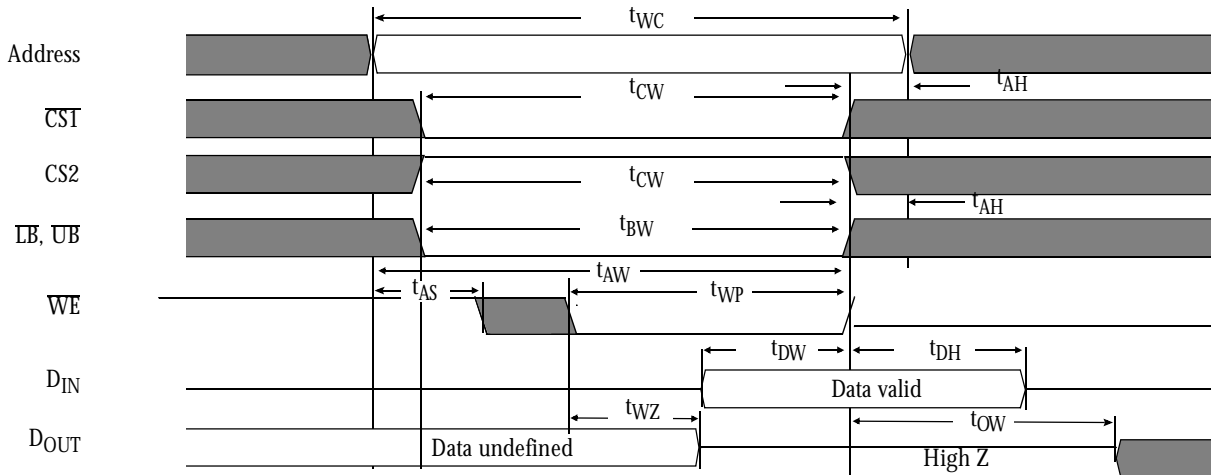 tWC
Address
tAH
tCW
CS1
CS2
tCW
tAH
LB, UB
tBW
tAW
tAS
tWP
WE
tDW
tDH
DIN
Data valid
tWZ
tOW
DOUT
Data undefined
High Z